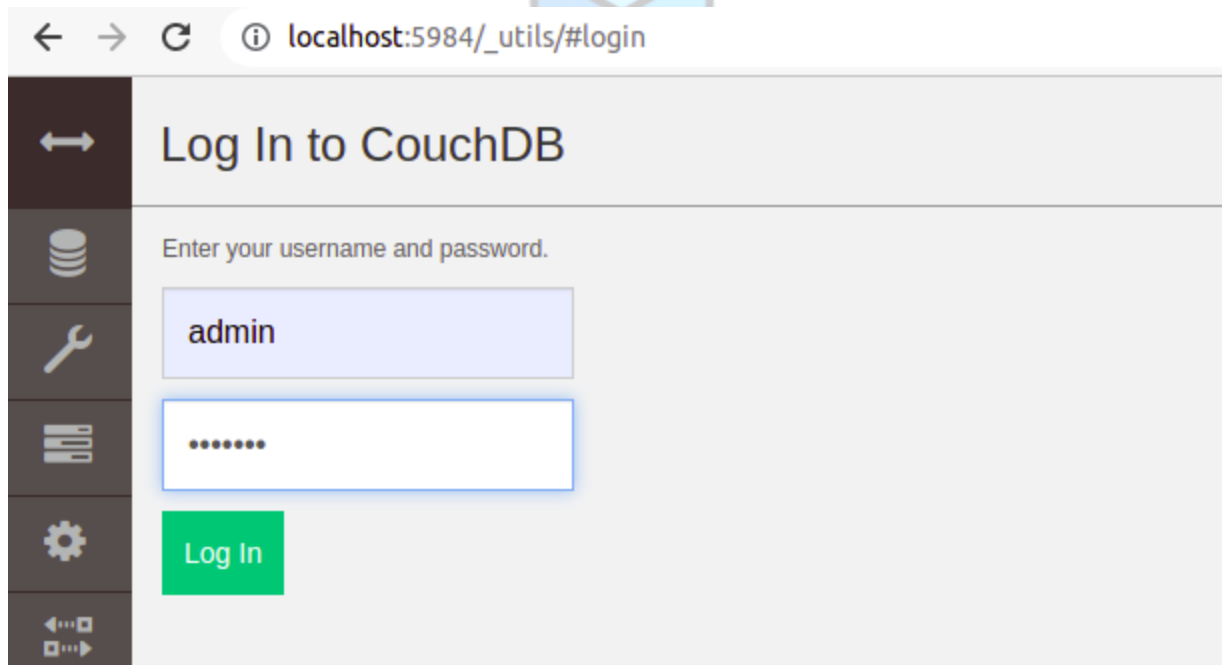 localhost:5984/_utils/#login
Log In to CouchDB
Enter your username and password.
admin
•••••••
Log In